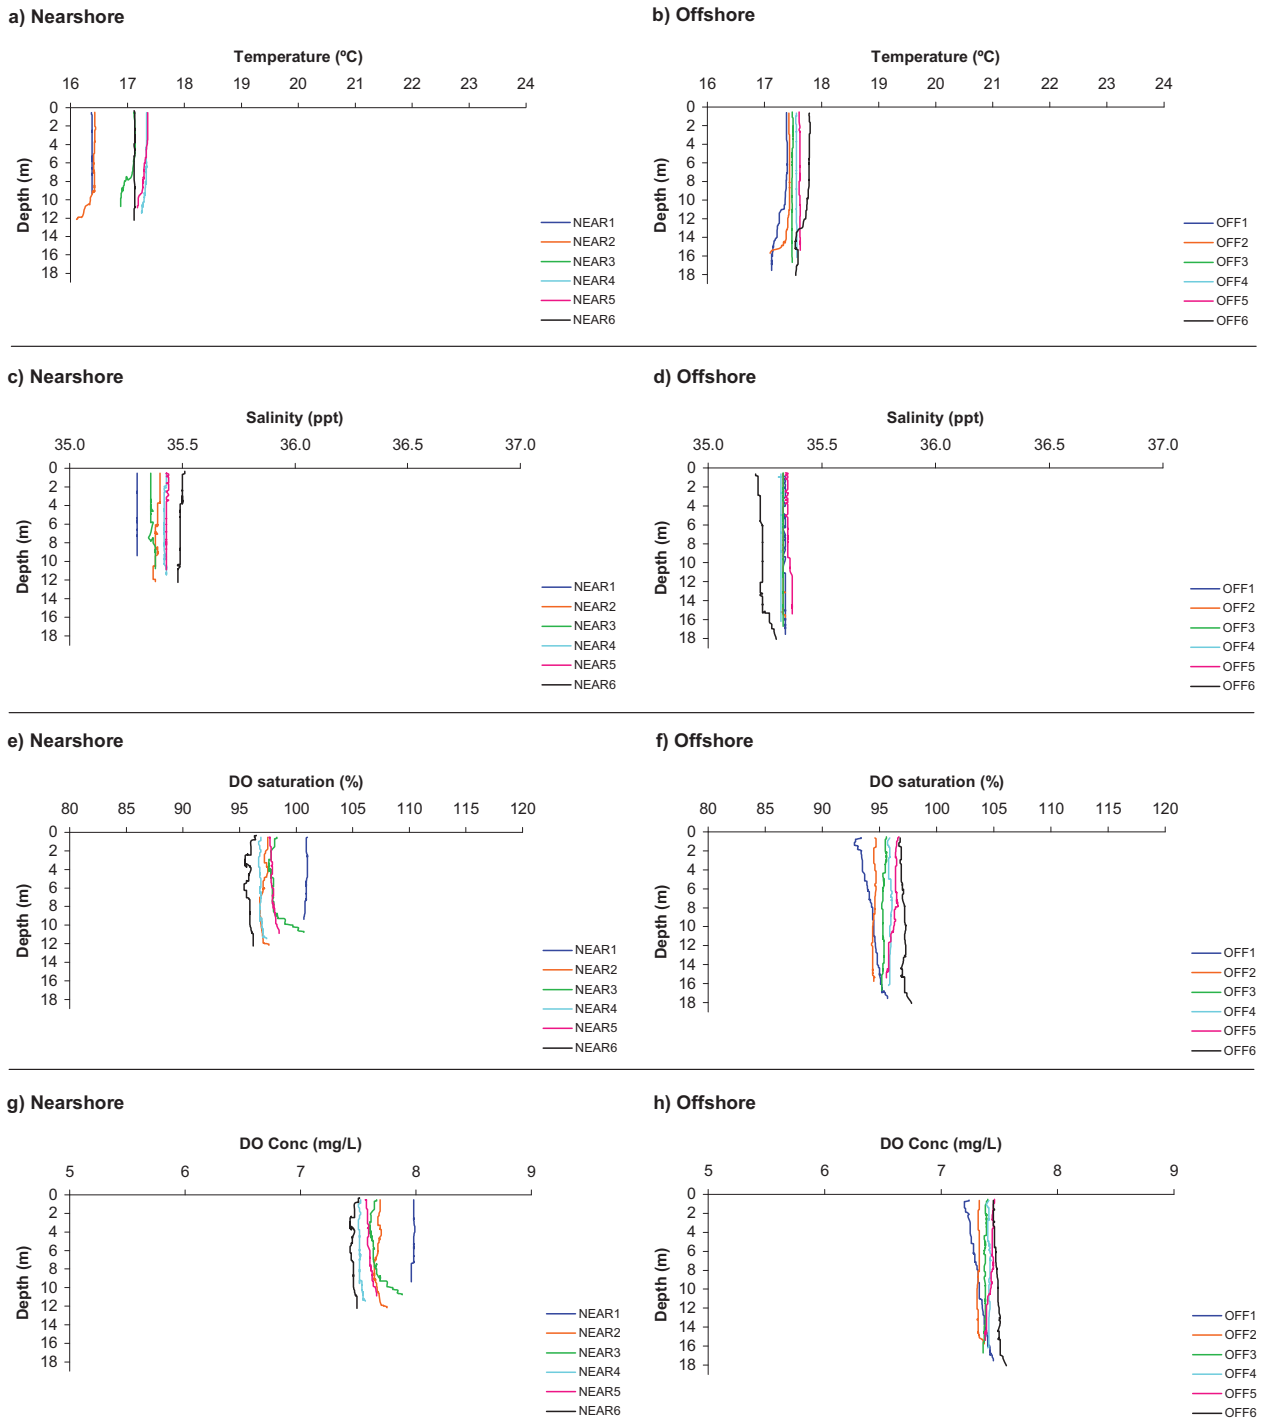 a) Nearshore
Temperature (ºC)
16 17 18 19 20 21 22 23 24
0
2
4
6
8
10
12
14
16
18
Depth (m)
NEAR1
NEAR2
NEAR3
NEAR4
NEAR5
NEAR6
b) Offshore
Temperature (ºC)
16 17 18 19 20 21 22 23 24
0
2
4
6
8
10
12
14
16
18
Depth (m)
OFF1
OFF2
OFF3
OFF4
OFF5
OFF6
c) Nearshore
Salinity (ppt)
35.0 35.5 36.0 36.5 37.0
0
2
4
6
8
10
12
14
16
18
Depth (m)
NEAR1
NEAR2
NEAR3
NEAR4
NEAR5
NEAR6
d) Offshore
Salinity (ppt)
35.0 35.5 36.0 36.5 37.0
0
2
4
6
8
10
12
14
16
18
Depth (m)
OFF1
OFF2
OFF3
OFF4
OFF5
OFF6
e) Nearshore
DO saturation (%)
80 85 90 95 100 105 110 115 120
0
2
4
6
8
10
12
14
16
18
Depth (m)
NEAR1
NEAR2
NEAR3
NEAR4
NEAR5
NEAR6
f) Offshore
DO saturation (%)
80 85 90 95 100 105 110 115 120
0
2
4
6
8
10
12
14
16
18
Depth (m)
OFF1
OFF2
OFF3
OFF4
OFF5
OFF6
g) Nearshore
DO Conc (mg/L)
5 6 7 8 9
0
2
4
6
8
10
12
14
16
18
Depth (m)
NEAR1
NEAR2
NEAR3
NEAR4
NEAR5
NEAR6
h) Offshore
DO Conc (mg/L)
5 6 7 8 9
0
2
4
6
8
10
12
14
16
18
Depth (m)
OFF1
OFF2
OFF3
OFF4
OFF5
OFF6